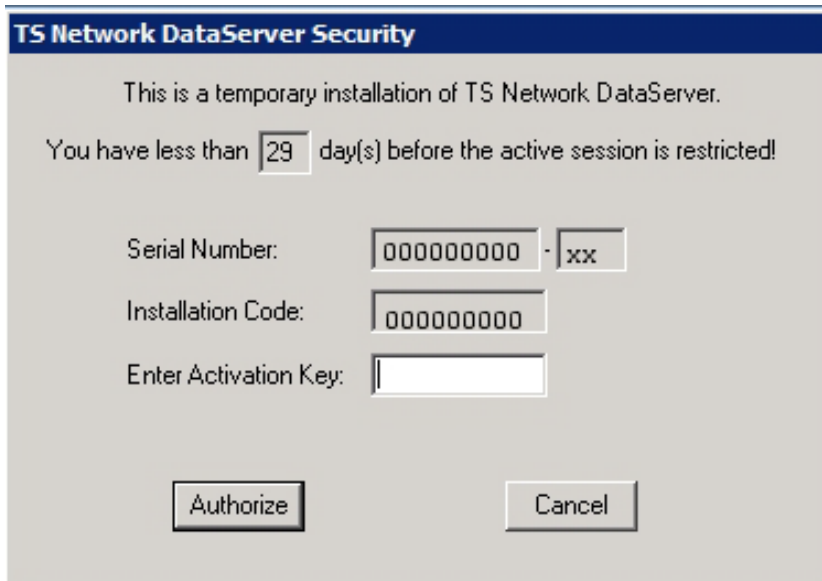 TS Network DataServer Security
This is a temporary installation of TS Network DataServer.
You have less than 29 day(s) before the active session is restricted!
Serial Number: 000000000 - xx
Installation Code: 000000000
Enter Activation Key:
Authorize Cancel